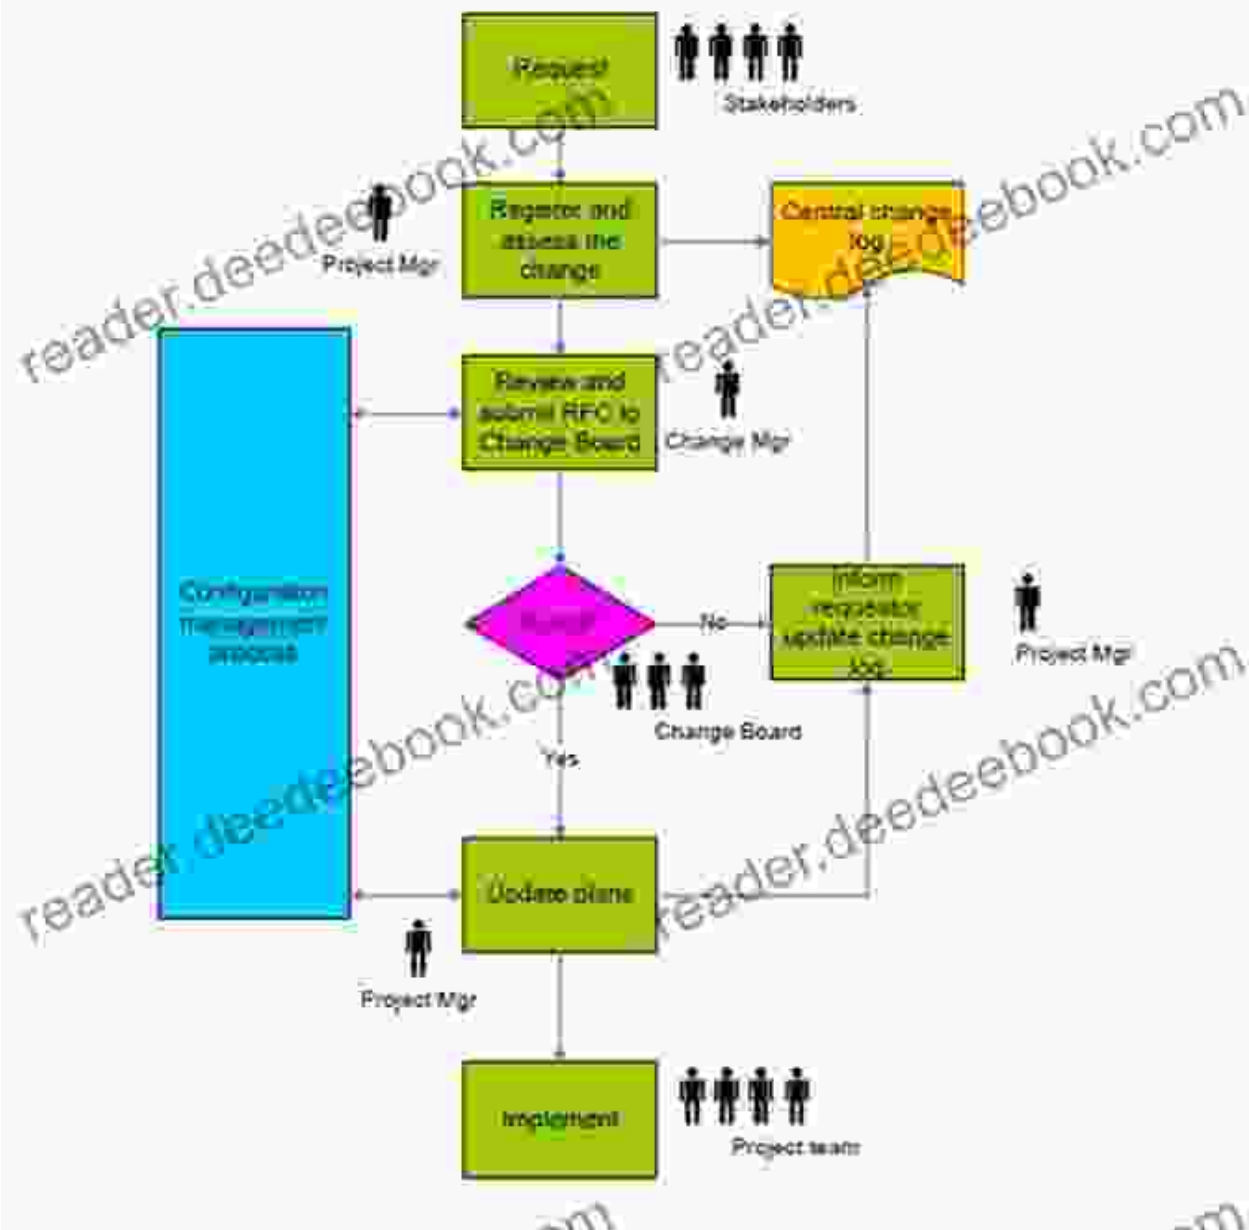 Request
Stakeholders
Register and
assess the
change
Project Mgr
Central change
log
Review and
submit RFC to
Change Board
Change Mgr
Configuration
management
process
No
Inform
requestor,
update change
log
Project Mgr
Change Board
Yes
Update plans
Project Mgr
Implement
Project team
reader.deedeebook.com
reader.deedeebook.com
reader.deedeebook.com
reader.deedeebook.com